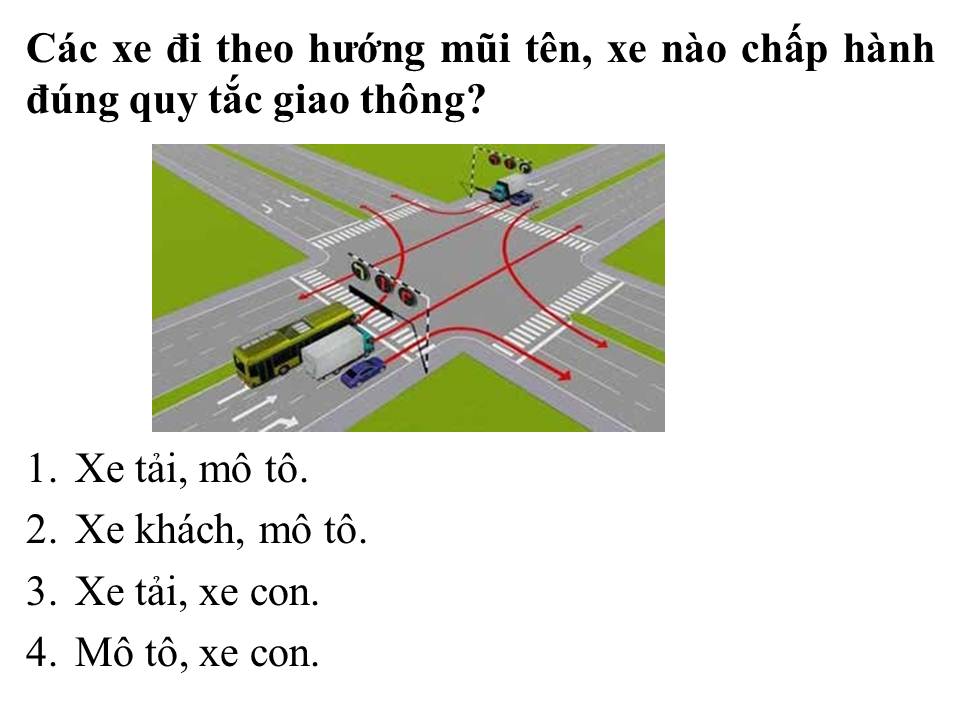 Các xe đi theo hướng mũi tên, xe nào chấp hành
đúng quy tắc giao thông?
1. Xe tải, mô tô.
2. Xe khách, mô tô.
3. Xe tải, xe con.
4. Mô tô, xe con.